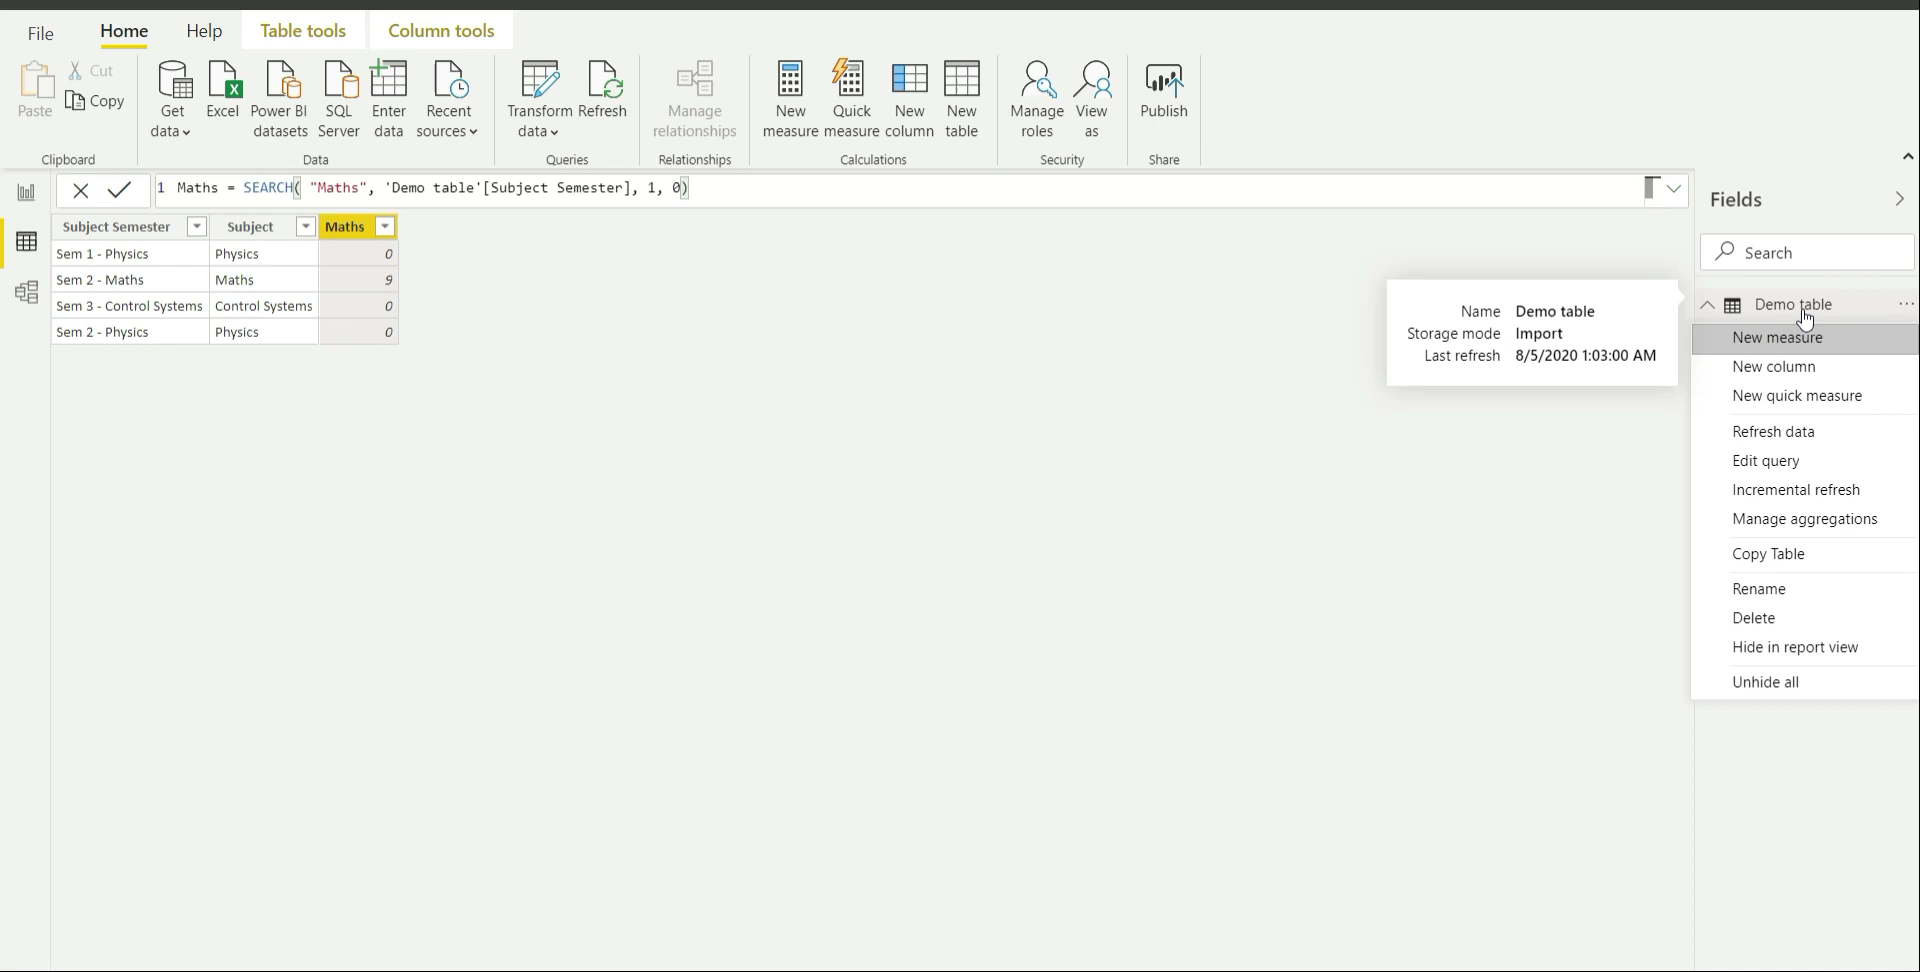 File Home Help Table tools Column tools
Paste Cut
Copy
Get data Excel Power BI datasets SQL Server Enter data Recent sources
Transform data Refresh
Manage relationships
New measure Quick measure New column New table
Manage roles View as
Publish
Clipboard Data Queries Relationships Calculations Security Share
1 Maths = SEARCH( "Maths", 'Demo table'[Subject Semester], 1, 0)
Subject Semester Subject Maths
Sem 1 - Physics Physics 0
Sem 2 - Maths Maths 9
Sem 3 - Control Systems Control Systems 0
Sem 2 - Physics Physics 0
Name Demo table
Storage mode Import
Last refresh 8/5/2020 1:03:00 AM
Fields
Search
Demo table
New measure
New column
New quick measure
Refresh data
Edit query
Incremental refresh
Manage aggregations
Copy Table
Rename
Delete
Hide in report view
Unhide all